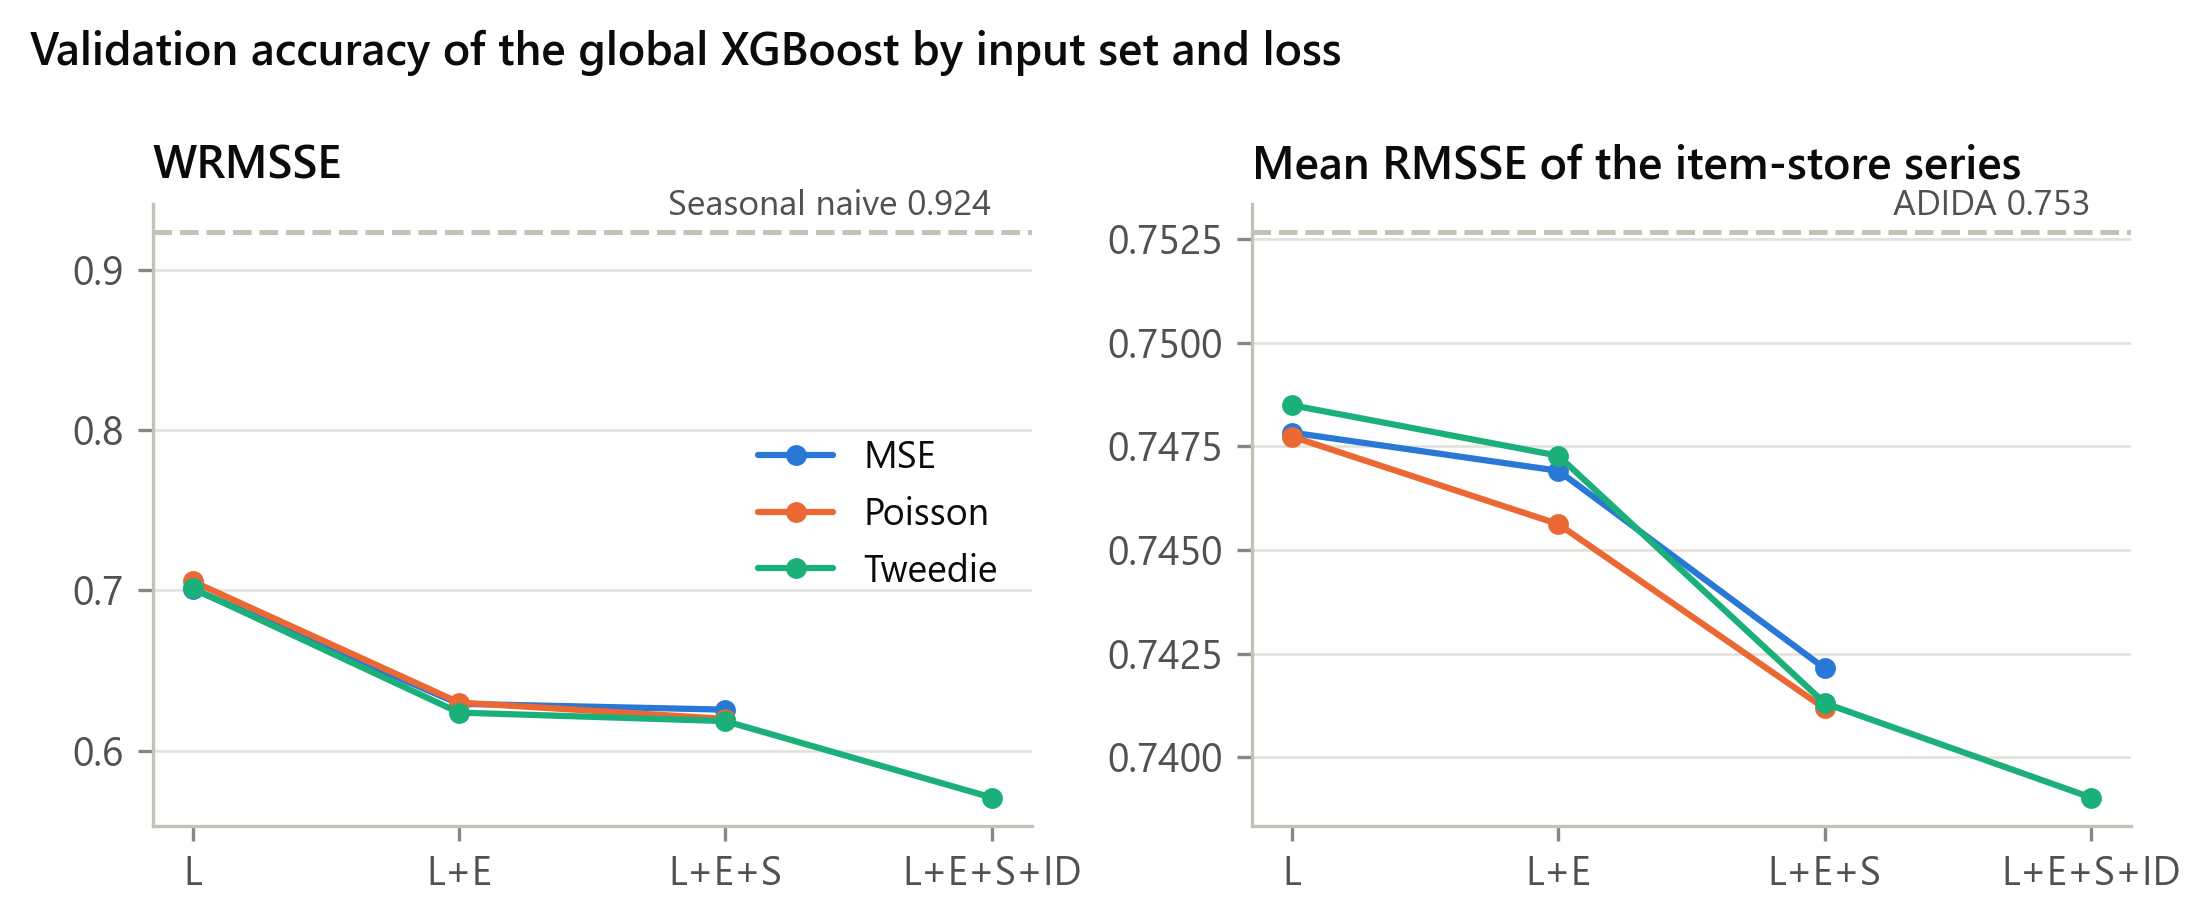 Validation accuracy of the global XGBoost by input set and loss
WRMSSE
Seasonal naive 0.924
0.9
0.8
0.7
0.6
MSE
Poisson
Tweedie
L
L+E
L+E+S
L+E+S+ID
Mean RMSSE of the item-store series
ADIDA 0.753
0.7525
0.7500
0.7475
0.7450
0.7425
0.7400
L
L+E
L+E+S
L+E+S+ID